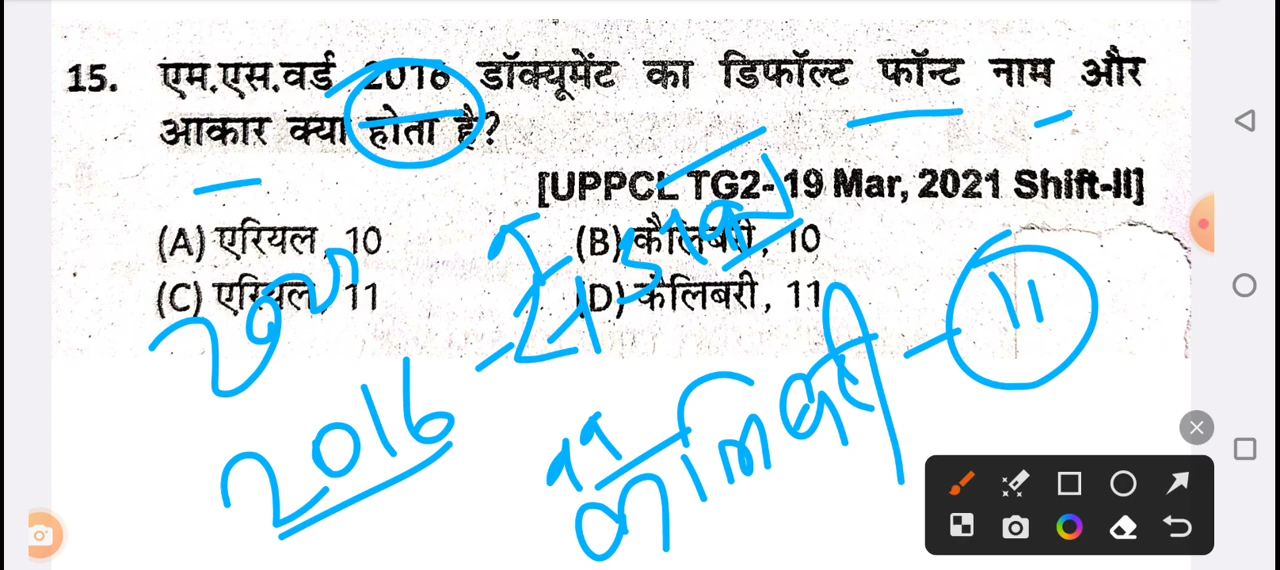 15. एम.एस.वर्ड 2016 डॉक्यूमेंट का डिफॉल्ट फॉन्ट नाम और
आकार क्या होता है?
[UPPCL TG2- 19 Mar, 2021 Shift-II]
(A) एरियल, 10 (B) कैलिबरी, 10
(C) एरियल, 11 (D) कैलिबरी, 11
2016
कैलिबरी - 11